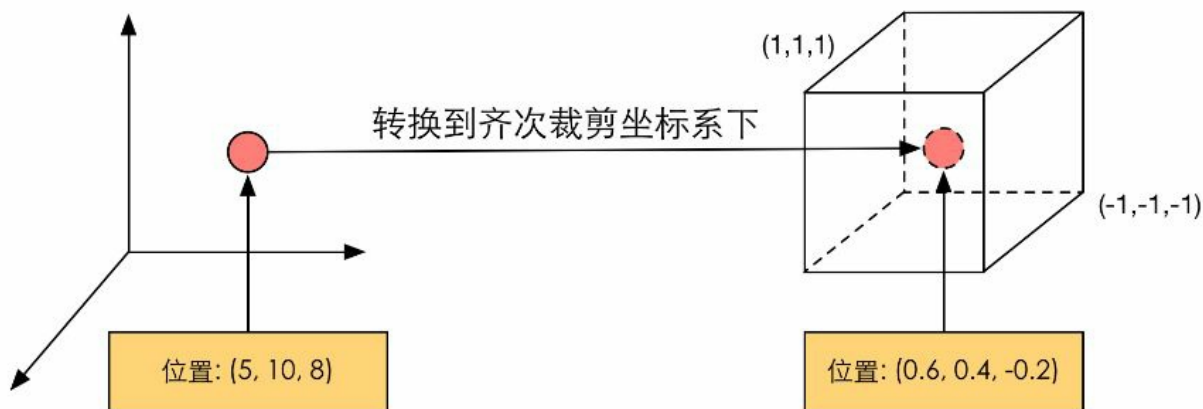 (1,1,1)
转换到齐次裁剪坐标系下
(-1,-1,-1)
位置: (5, 10, 8)
位置: (0.6, 0.4, -0.2)